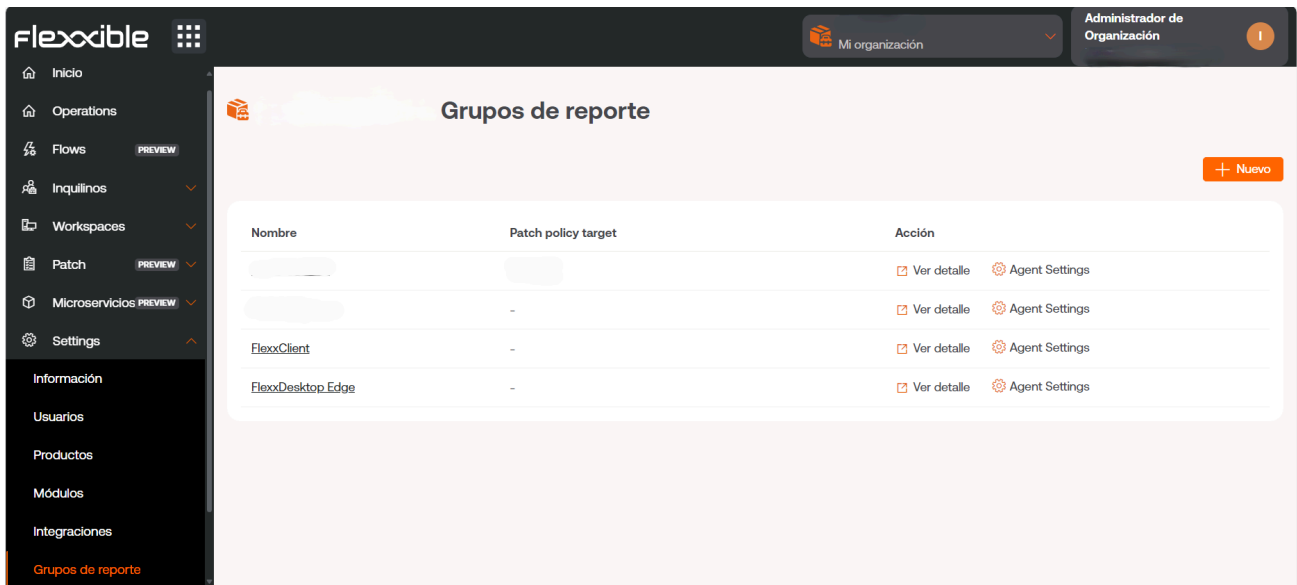 Flexxible
Mi organización
Administrador de
Organización
I
Inicio
Operations
Flows PREVIEW
Inquilinos
Workspaces
Patch PREVIEW
Microservicios PREVIEW
Settings
Información
Usuarios
Productos
Módulos
Integraciones
Grupos de reporte
Grupos de reporte
Nuevo
Nombre Patch policy target Acción
Ver detalle Agent Settings
- Ver detalle Agent Settings
FlexxClient - Ver detalle Agent Settings
FlexxDesktop Edge - Ver detalle Agent Settings